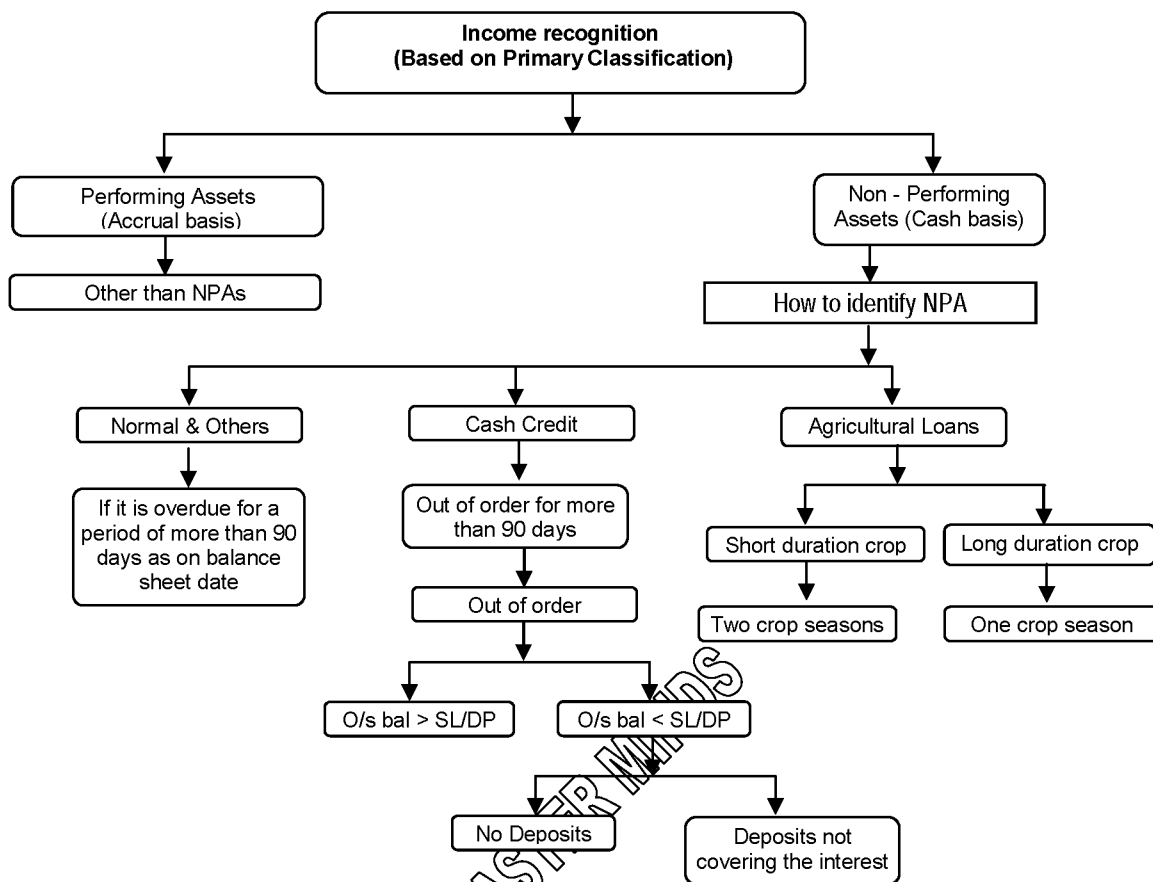 Income recognition
(Based on Primary Classification)
Performing Assets
(Accrual basis)
Non - Performing
Assets (Cash basis)
Other than NPAs
How to identify NPA
Normal & Others
Cash Credit
Agricultural Loans
If it is overdue for a
period of more than 90
days as on balance
sheet date
Out of order for more
than 90 days
Short duration crop
Long duration crop
Out of order
Two crop seasons
One crop season
O/s bal > SL/DP
O/s bal < SL/DP
No Deposits
Deposits not
covering the interest
ASTER MINDS